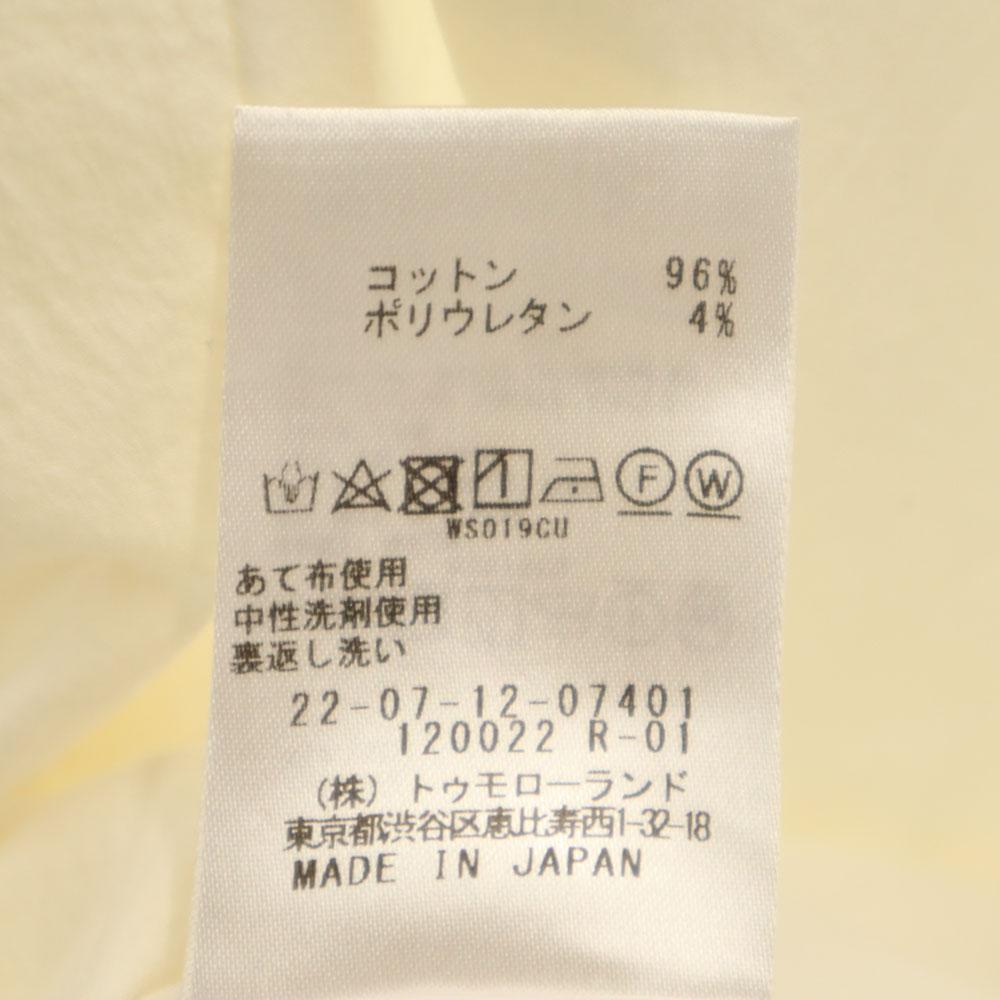 コットン 96%
ポリウレタン 4%
F W
WS019CU
あて布使用
中性洗剤使用
裏返し洗い
22-07-12-07401
120022 R-01
(株) トゥモローランド
東京都渋谷区恵比寿西1-32-18
MADE IN JAPAN